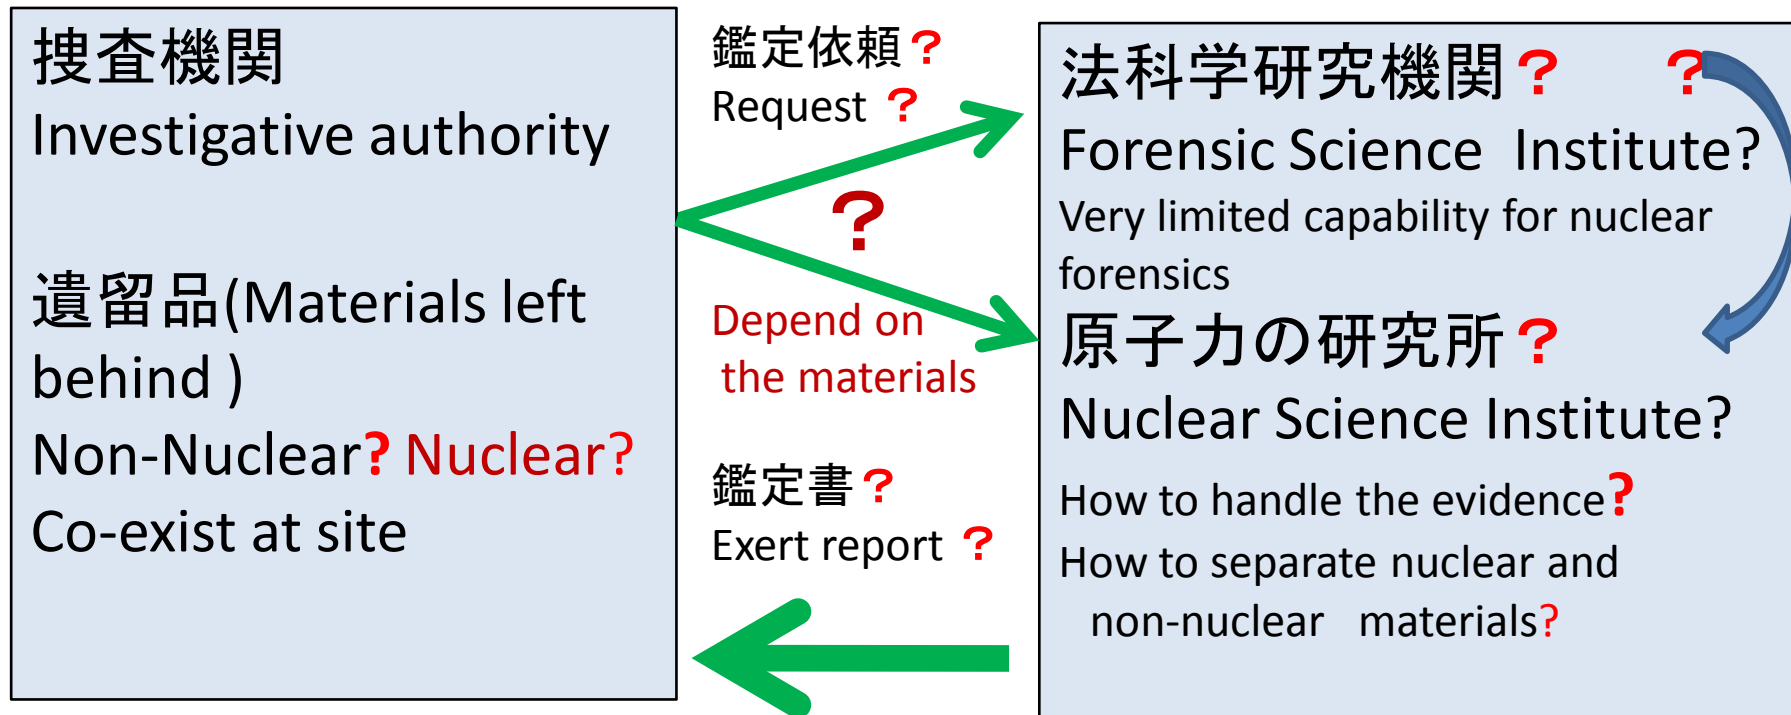 捜査機関
Investigative authority
遺留品(Materials left
behind )
Non-Nuclear? Nuclear?
Co-exist at site
鑑定依頼？
Request ？
？
Depend on
the materials
鑑定書？
Exert report ？
法科学研究機関？ ？
Forensic Science Institute?
Very limited capability for nuclear
forensics
原子力の研究所？
Nuclear Science Institute?
How to handle the evidence?
How to separate nuclear and
non-nuclear materials?